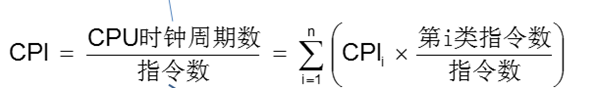 CPI = CPU时钟周期数 / 指令数 = ∑_{i=1}^{n} (CPI_i × 第i类指令数 / 指令数)